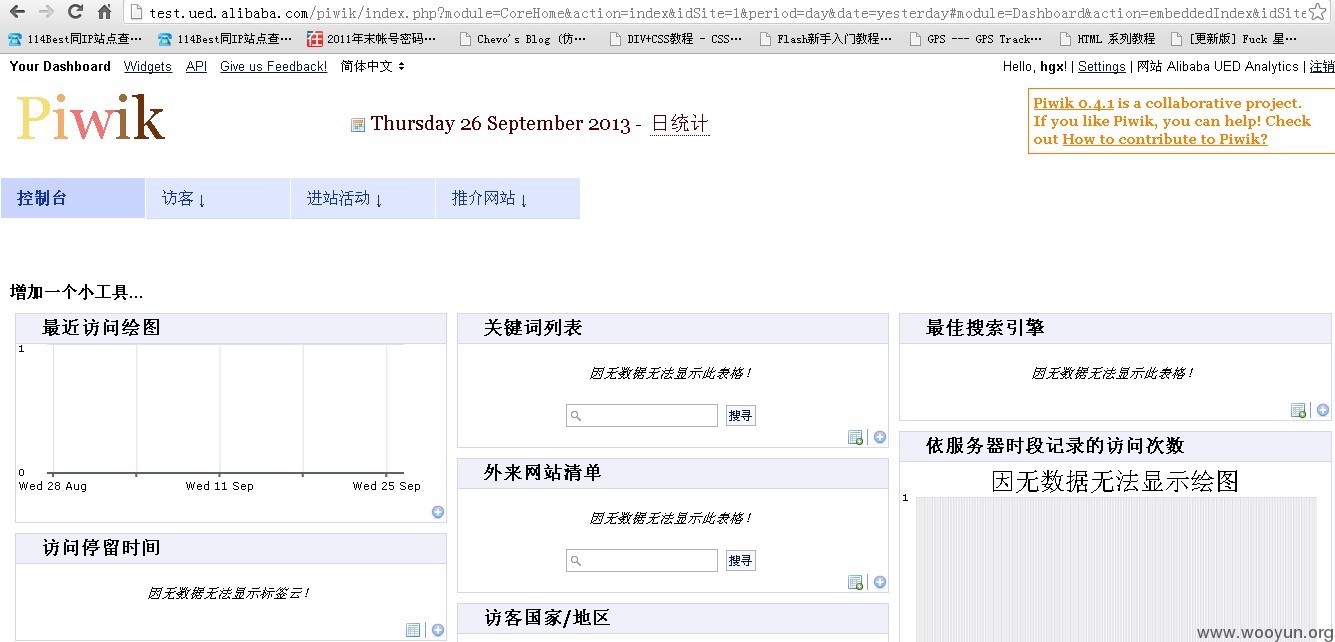 test.ued.alibaba.com/piwik/index.php?module=CoreHome&action=index&idSite=1&period=day&date=yesterday#module=Dashboard&action=embeddedIndex&idSite
114Best同IP站点查··· 114Best同IP站点查··· 2011年末帐号密码··· Chevo's Blog (仿··· DIV+CSS教程 - CSS··· Flash新手入门教程··· GPS --- GPS Track··· HTML 系列教程 [更新版] Fuck 星···
Your Dashboard Widgets API Give us Feedback! 简体中文 Hello, hgx! | Settings | 网站 Alibaba UED Analytics | 注销
Piwik
Thursday 26 September 2013 - 日统计
Piwik 0.4.1 is a collaborative project.
If you like Piwik, you can help! Check
out How to contribute to Piwik?
控制台 访客 ↓ 进站活动 ↓ 推介网站 ↓
增加一个小工具...
最近访问绘图
1
0
Wed 28 Aug Wed 11 Sep Wed 25 Sep
访问停留时间
因无数据无法显示标签云！
关键词列表
因无数据无法显示此表格！
搜寻
外来网站清单
因无数据无法显示此表格！
搜寻
访客国家/地区
最佳搜索引擎
因无数据无法显示此表格！
依服务器时段记录的访问次数
因无数据无法显示绘图
1
www.wooyun.org